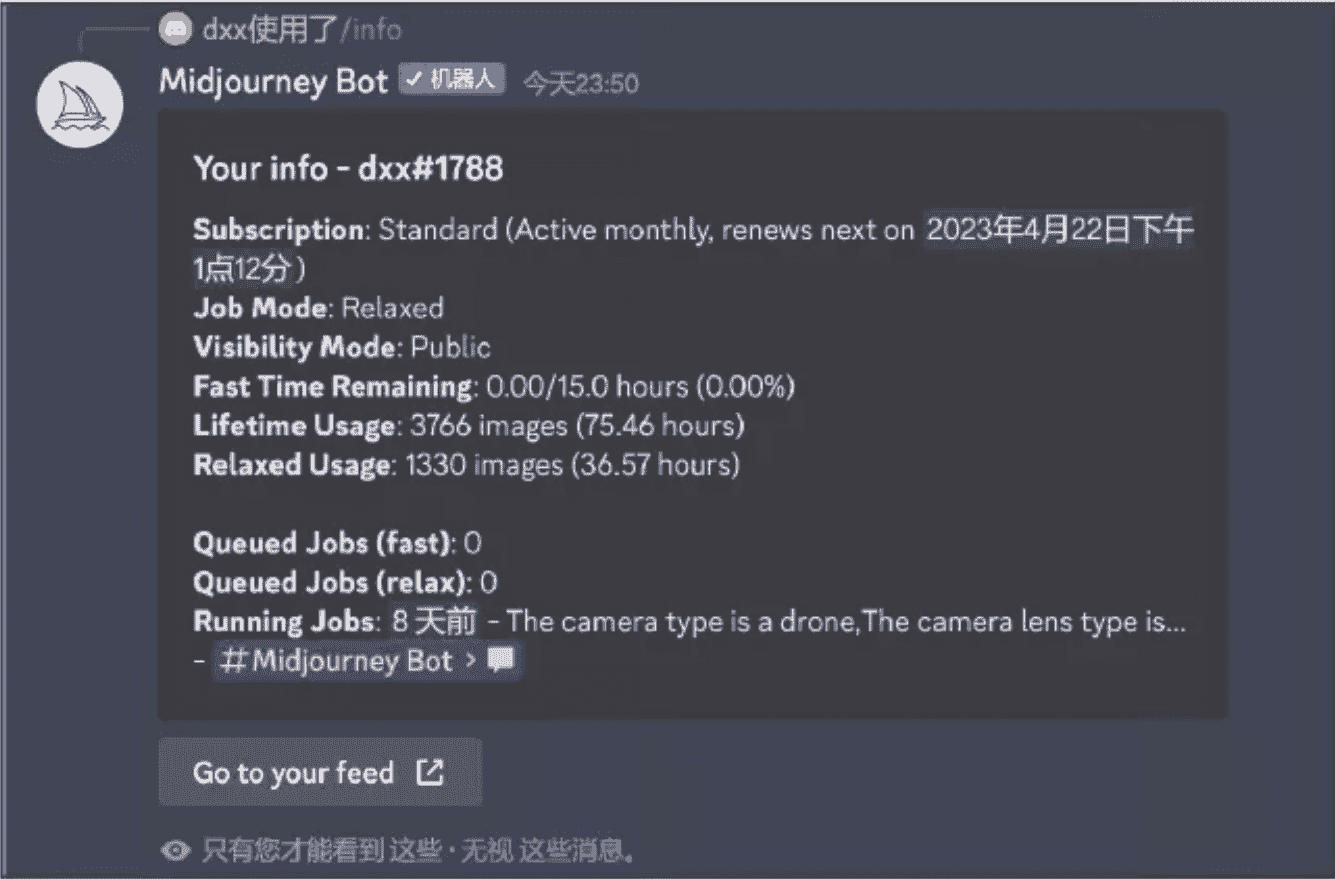 dxx使用了/info
Midjourney Bot ✓ 机器人 今天23:50
Your info - dxx#1788
Subscription: Standard (Active monthly, renews next on 2023年4月22日下午
1点12分)
Job Mode: Relaxed
Visibility Mode: Public
Fast Time Remaining: 0.00/15.0 hours (0.00%)
Lifetime Usage: 3766 images (75.46 hours)
Relaxed Usage: 1330 images (36.57 hours)
Queued Jobs (fast): 0
Queued Jobs (relax): 0
Running Jobs: 8 天前 - The camera type is a drone,The camera lens type is...
- #Midjourney Bot ›
Go to your feed
只有您才能看到 这些 · 无视 这些消息。